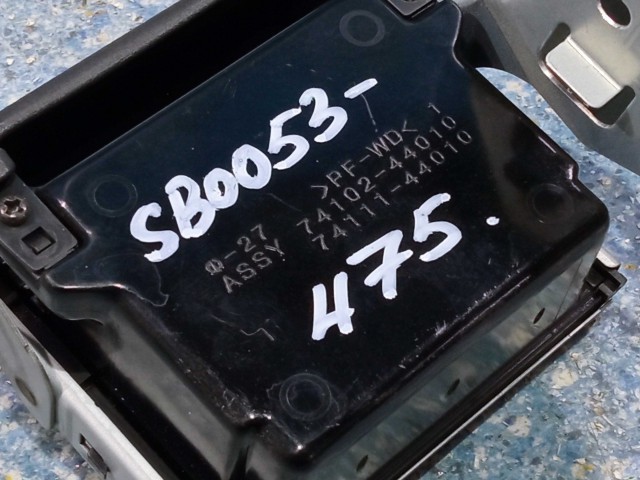 SB0053-
>PF-WD< 1
Φ-27 74102-44010
ASSY 74111-44010
475.